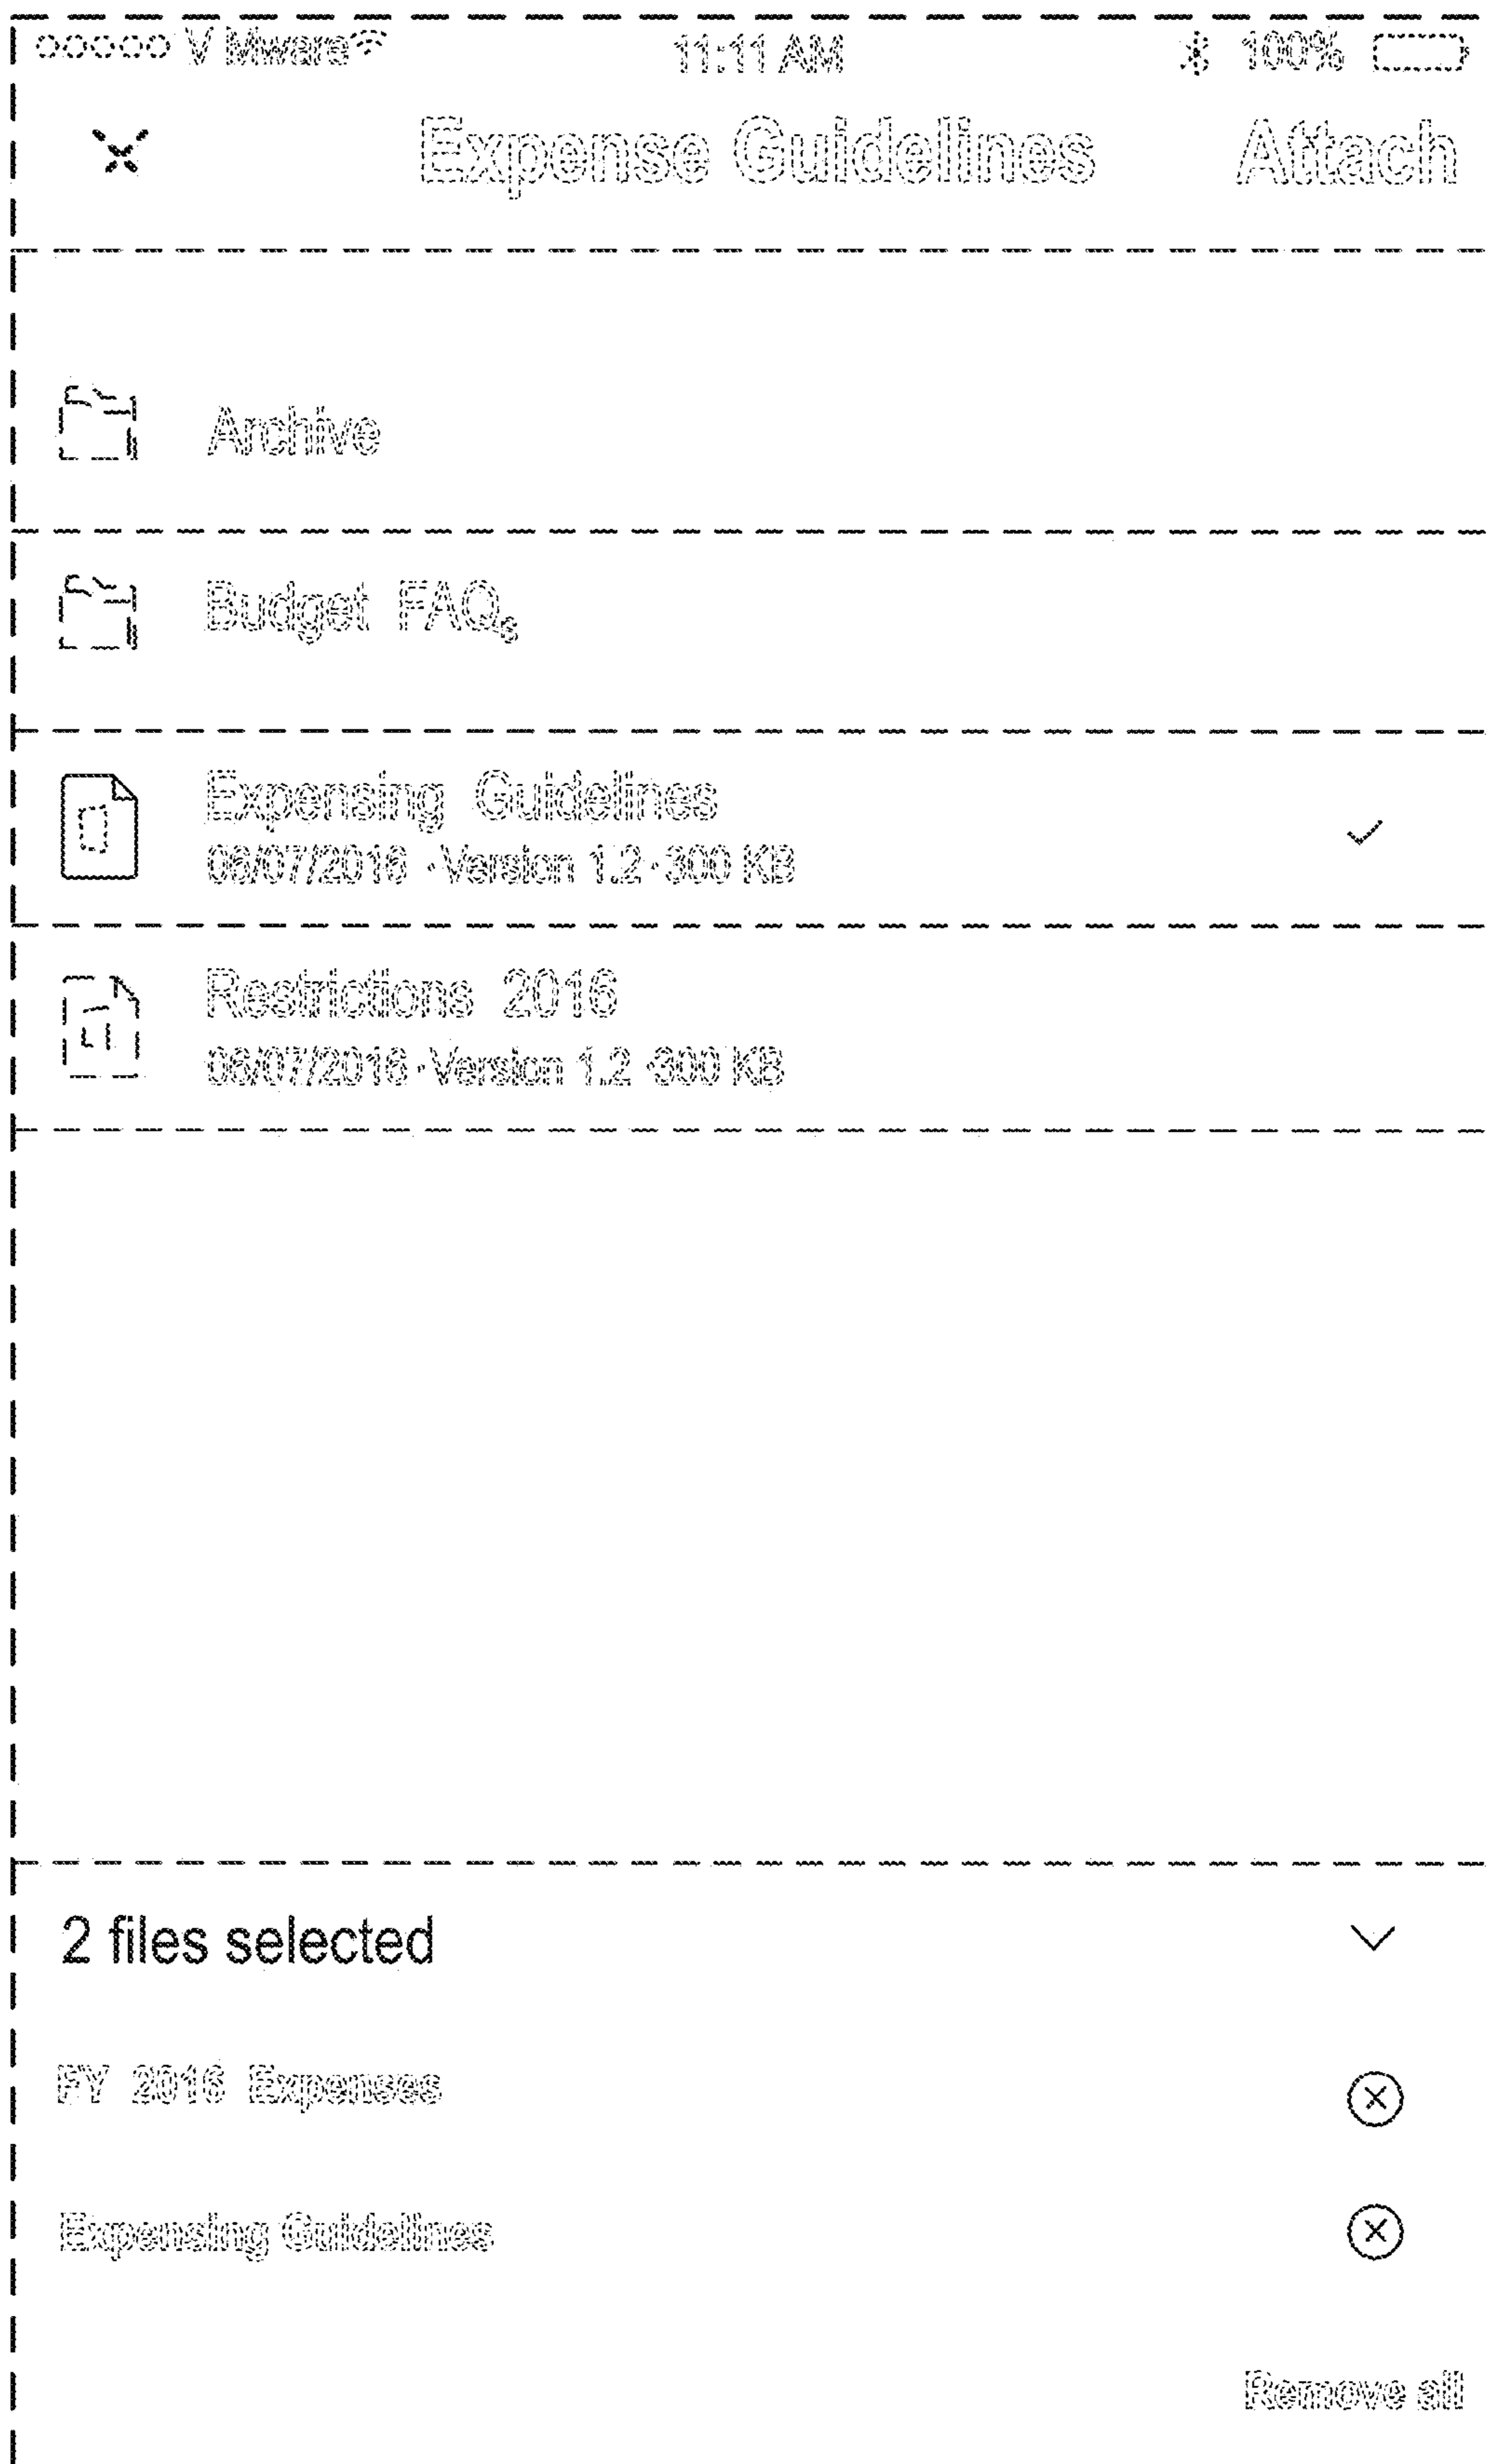 V Mware 11:11 AM 100%
Expense Guidelines Attach
Archive
Budget FAQs
Expensing Guidelines
06/07/2016 · Version 1.2 · 300 KB
Restrictions 2016
06/07/2016 · Version 1.2 · 300 KB
2 files selected
FY 2016 Expenses
Expensing Guidelines
Remove all